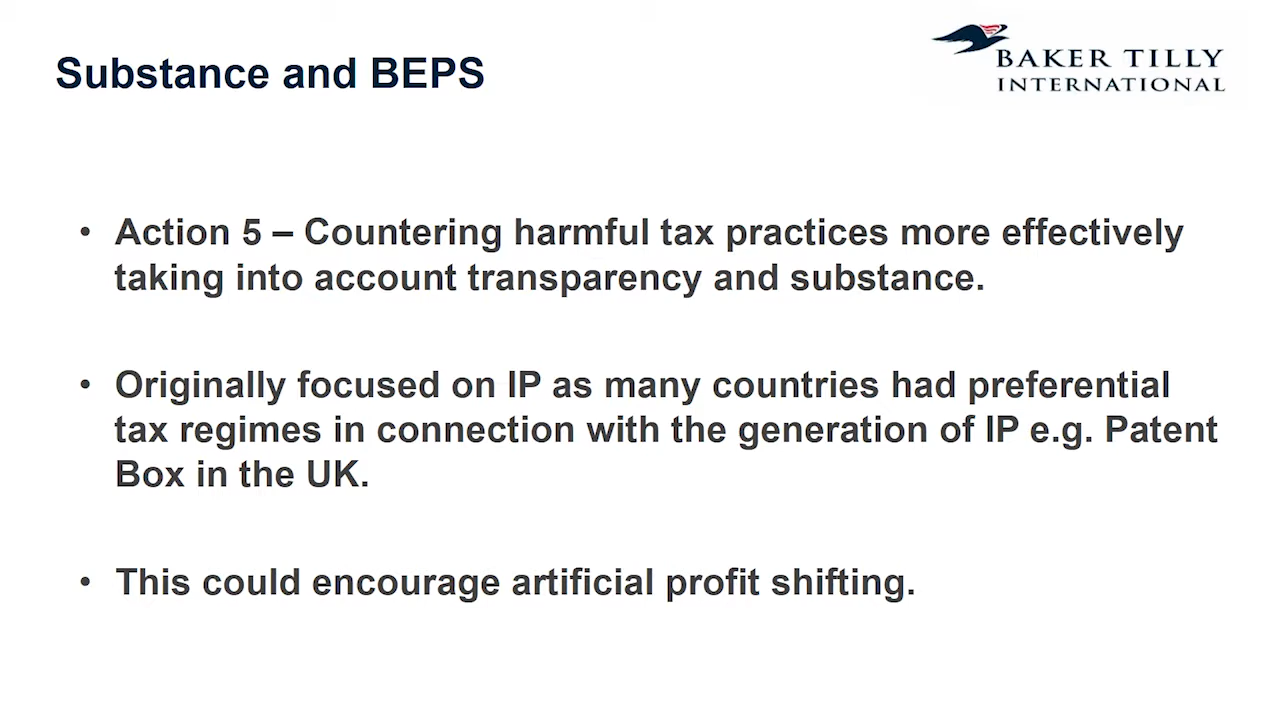 Substance and BEPS
BAKER TILLY
INTERNATIONAL
• Action 5 – Countering harmful tax practices more effectively
taking into account transparency and substance.
• Originally focused on IP as many countries had preferential
tax regimes in connection with the generation of IP e.g. Patent
Box in the UK.
• This could encourage artificial profit shifting.